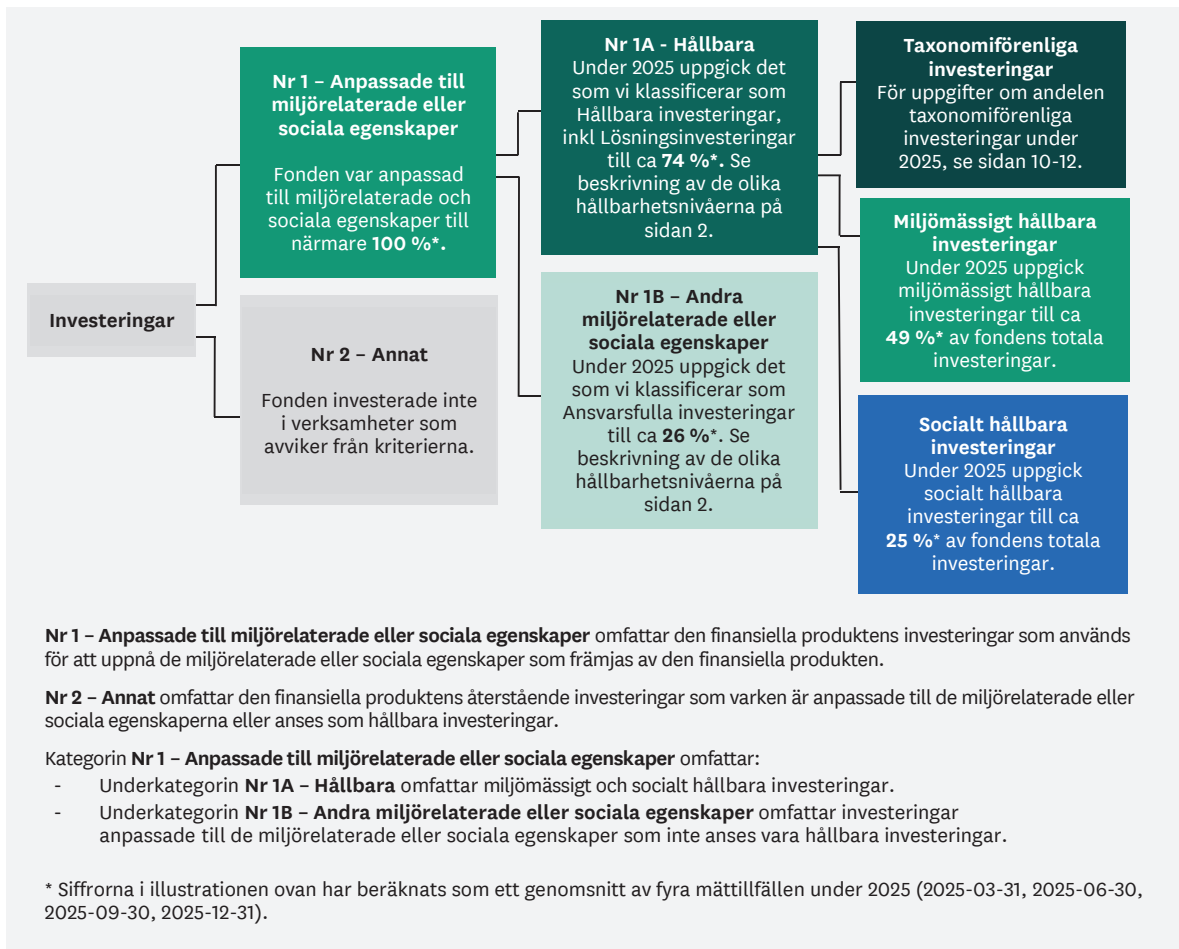 Investeringar
Nr 1 – Anpassade till
miljörelaterade eller
sociala egenskaper
Fonden var anpassad
till miljörelaterade och
sociala egenskaper till
närmare 100 %*.
Nr 2 – Annat
Fonden investerade inte
i verksamheter som
avviker från kriterierna.
Nr 1A - Hållbara
Under 2025 uppgick det
som vi klassificerar som
Hållbara investeringar,
inkl Lösningsinvesteringar
till ca 74 %*. Se
beskrivning av de olika
hållbarhetsnivåerna på
sidan 2.
Nr 1B – Andra
miljörelaterade eller
sociala egenskaper
Under 2025 uppgick det
som vi klassificerar som
Ansvarsfulla investeringar
till ca 26 %*. Se
beskrivning av de olika
hållbarhetsnivåerna på
sidan 2.
Taxonomiförenliga
investeringar
För uppgifter om andelen
taxonomiförenliga
investeringar under
2025, se sidan 10-12.
Miljömässigt hållbara
investeringar
Under 2025 uppgick
miljömässigt hållbara
investeringar till ca
49 %* av fondens totala
investeringar.
Socialt hållbara
investeringar
Under 2025 uppgick
socialt hållbara
investeringar till ca
25 %* av fondens totala
investeringar.
Nr 1 – Anpassade till miljörelaterade eller sociala egenskaper omfattar den finansiella produktens investeringar som används
för att uppnå de miljörelaterade eller sociala egenskaper som främjas av den finansiella produkten.
Nr 2 – Annat omfattar den finansiella produktens återstående investeringar som varken är anpassade till de miljörelaterade eller
sociala egenskaperna eller anses som hållbara investeringar.
Kategorin Nr 1 – Anpassade till miljörelaterade eller sociala egenskaper omfattar:
- Underkategorin Nr 1A – Hållbara omfattar miljömässigt och socialt hållbara investeringar.
- Underkategorin Nr 1B – Andra miljörelaterade eller sociala egenskaper omfattar investeringar
anpassade till de miljörelaterade eller sociala egenskaper som inte anses vara hållbara investeringar.
* Siffrorna i illustrationen ovan har beräknats som ett genomsnitt av fyra mättillfällen under 2025 (2025-03-31, 2025-06-30,
2025-09-30, 2025-12-31).